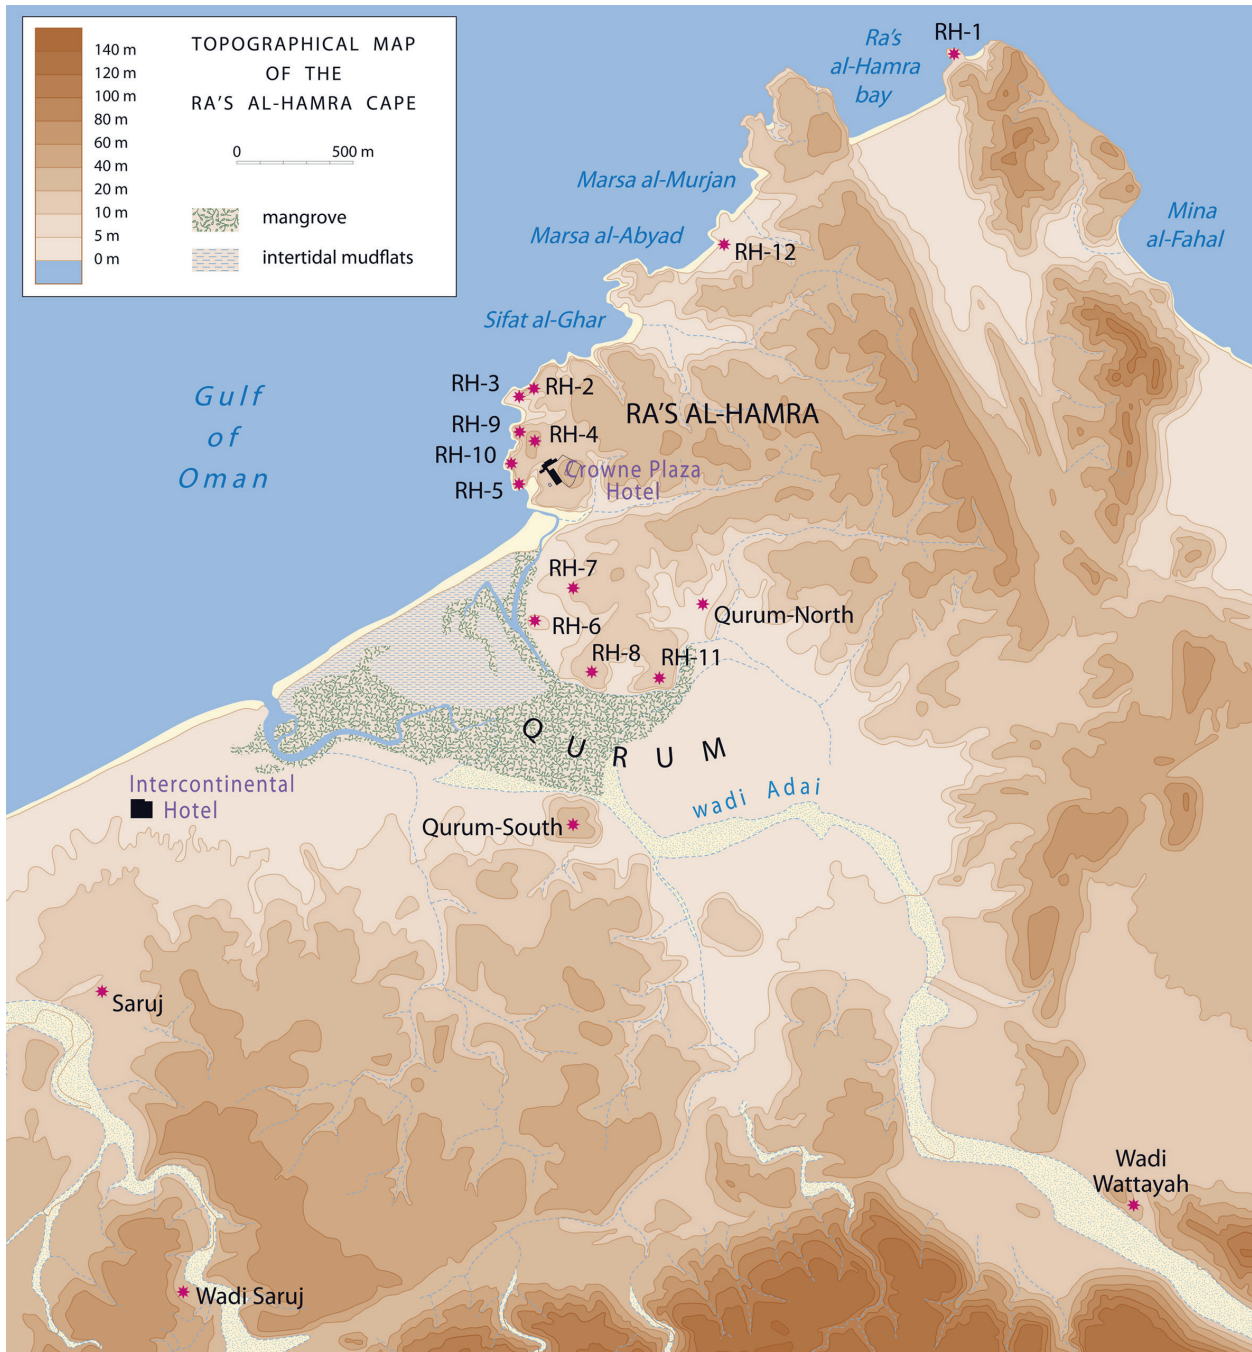 140 m
120 m
100 m
80 m
60 m
40 m
20 m
10 m
5 m
0 m
TOPOGRAPHICAL MAP
OF THE
RA'S AL-HAMRA CAPE
0 500 m
mangrove
intertidal mudflats
Ra's
al-Hamra
bay
RH-1
Marsa al-Murjan
Mina
al-Fahal
Marsa al-Abyad
RH-12
Sifat al-Ghar
RH-3
RH-2
Gulf
of
Oman
RA'S AL-HAMRA
RH-9
RH-4
RH-10
Crowne Plaza
Hotel
RH-5
RH-7
Qurum-North
RH-6
RH-8
RH-11
QURUM
Intercontinental
Hotel
wadi Adai
Qurum-South
Saruj
Wadi
Wattayah
Wadi Saruj